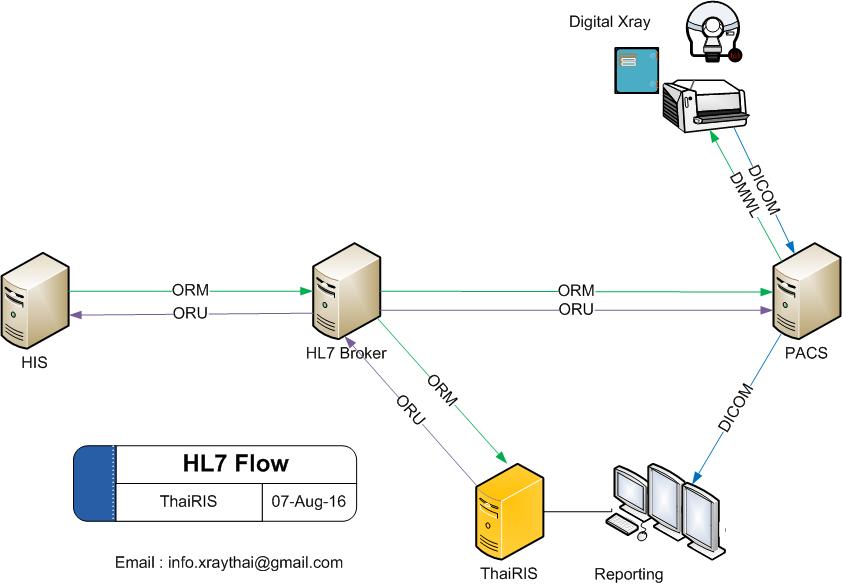 Digital Xray
DICOM
DMWL
ORM
ORM
ORU
ORU
HIS
HL7 Broker
PACS
ORM
ORU
DICOM
HL7 Flow
ThaiRIS
07-Aug-16
Email : info.xraythai@gmail.com
ThaiRIS
Reporting